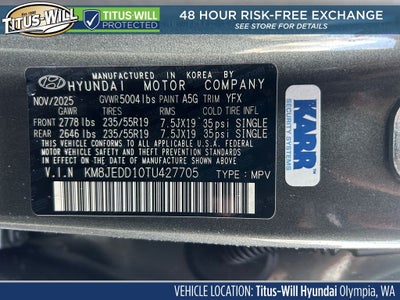 TITUS-WILL
TITUS-WILL
PROTECTION
48 HOUR RISK-FREE EXCHANGE
*SEE STORE FOR DETAILS
MANUFACTURED IN KOREA BY
HYUNDAI MOTOR COMPANY
NOV/2025 GVWR 5004 lbs PAINT A5G TRIM YFX
GAWR TIRES RIMS COLD TIRE INFL
FRONT 2778 lbs 235/55R19 7.5JX19 35psi SINGLE
REAR 2646 lbs 235/55R19 7.5JX19 35psi SINGLE
THIS VEHICLE CONFORMS TO ALL APPLICABLE U.S.A. FEDERAL
MOTOR VEHICLE SAFETY, BUMPER, AND THEFT PREVENTION
STANDARDS IN EFFECT ON THE DATE OF MANUFACTURE
SHOWN ABOVE.
V.I.N KM8JEDD10TU427705 TYPE: MPV
KARR
SECURITY SYSTEMS
VEHICLE LOCATION: Titus-Will Hyundai Olympia, WA